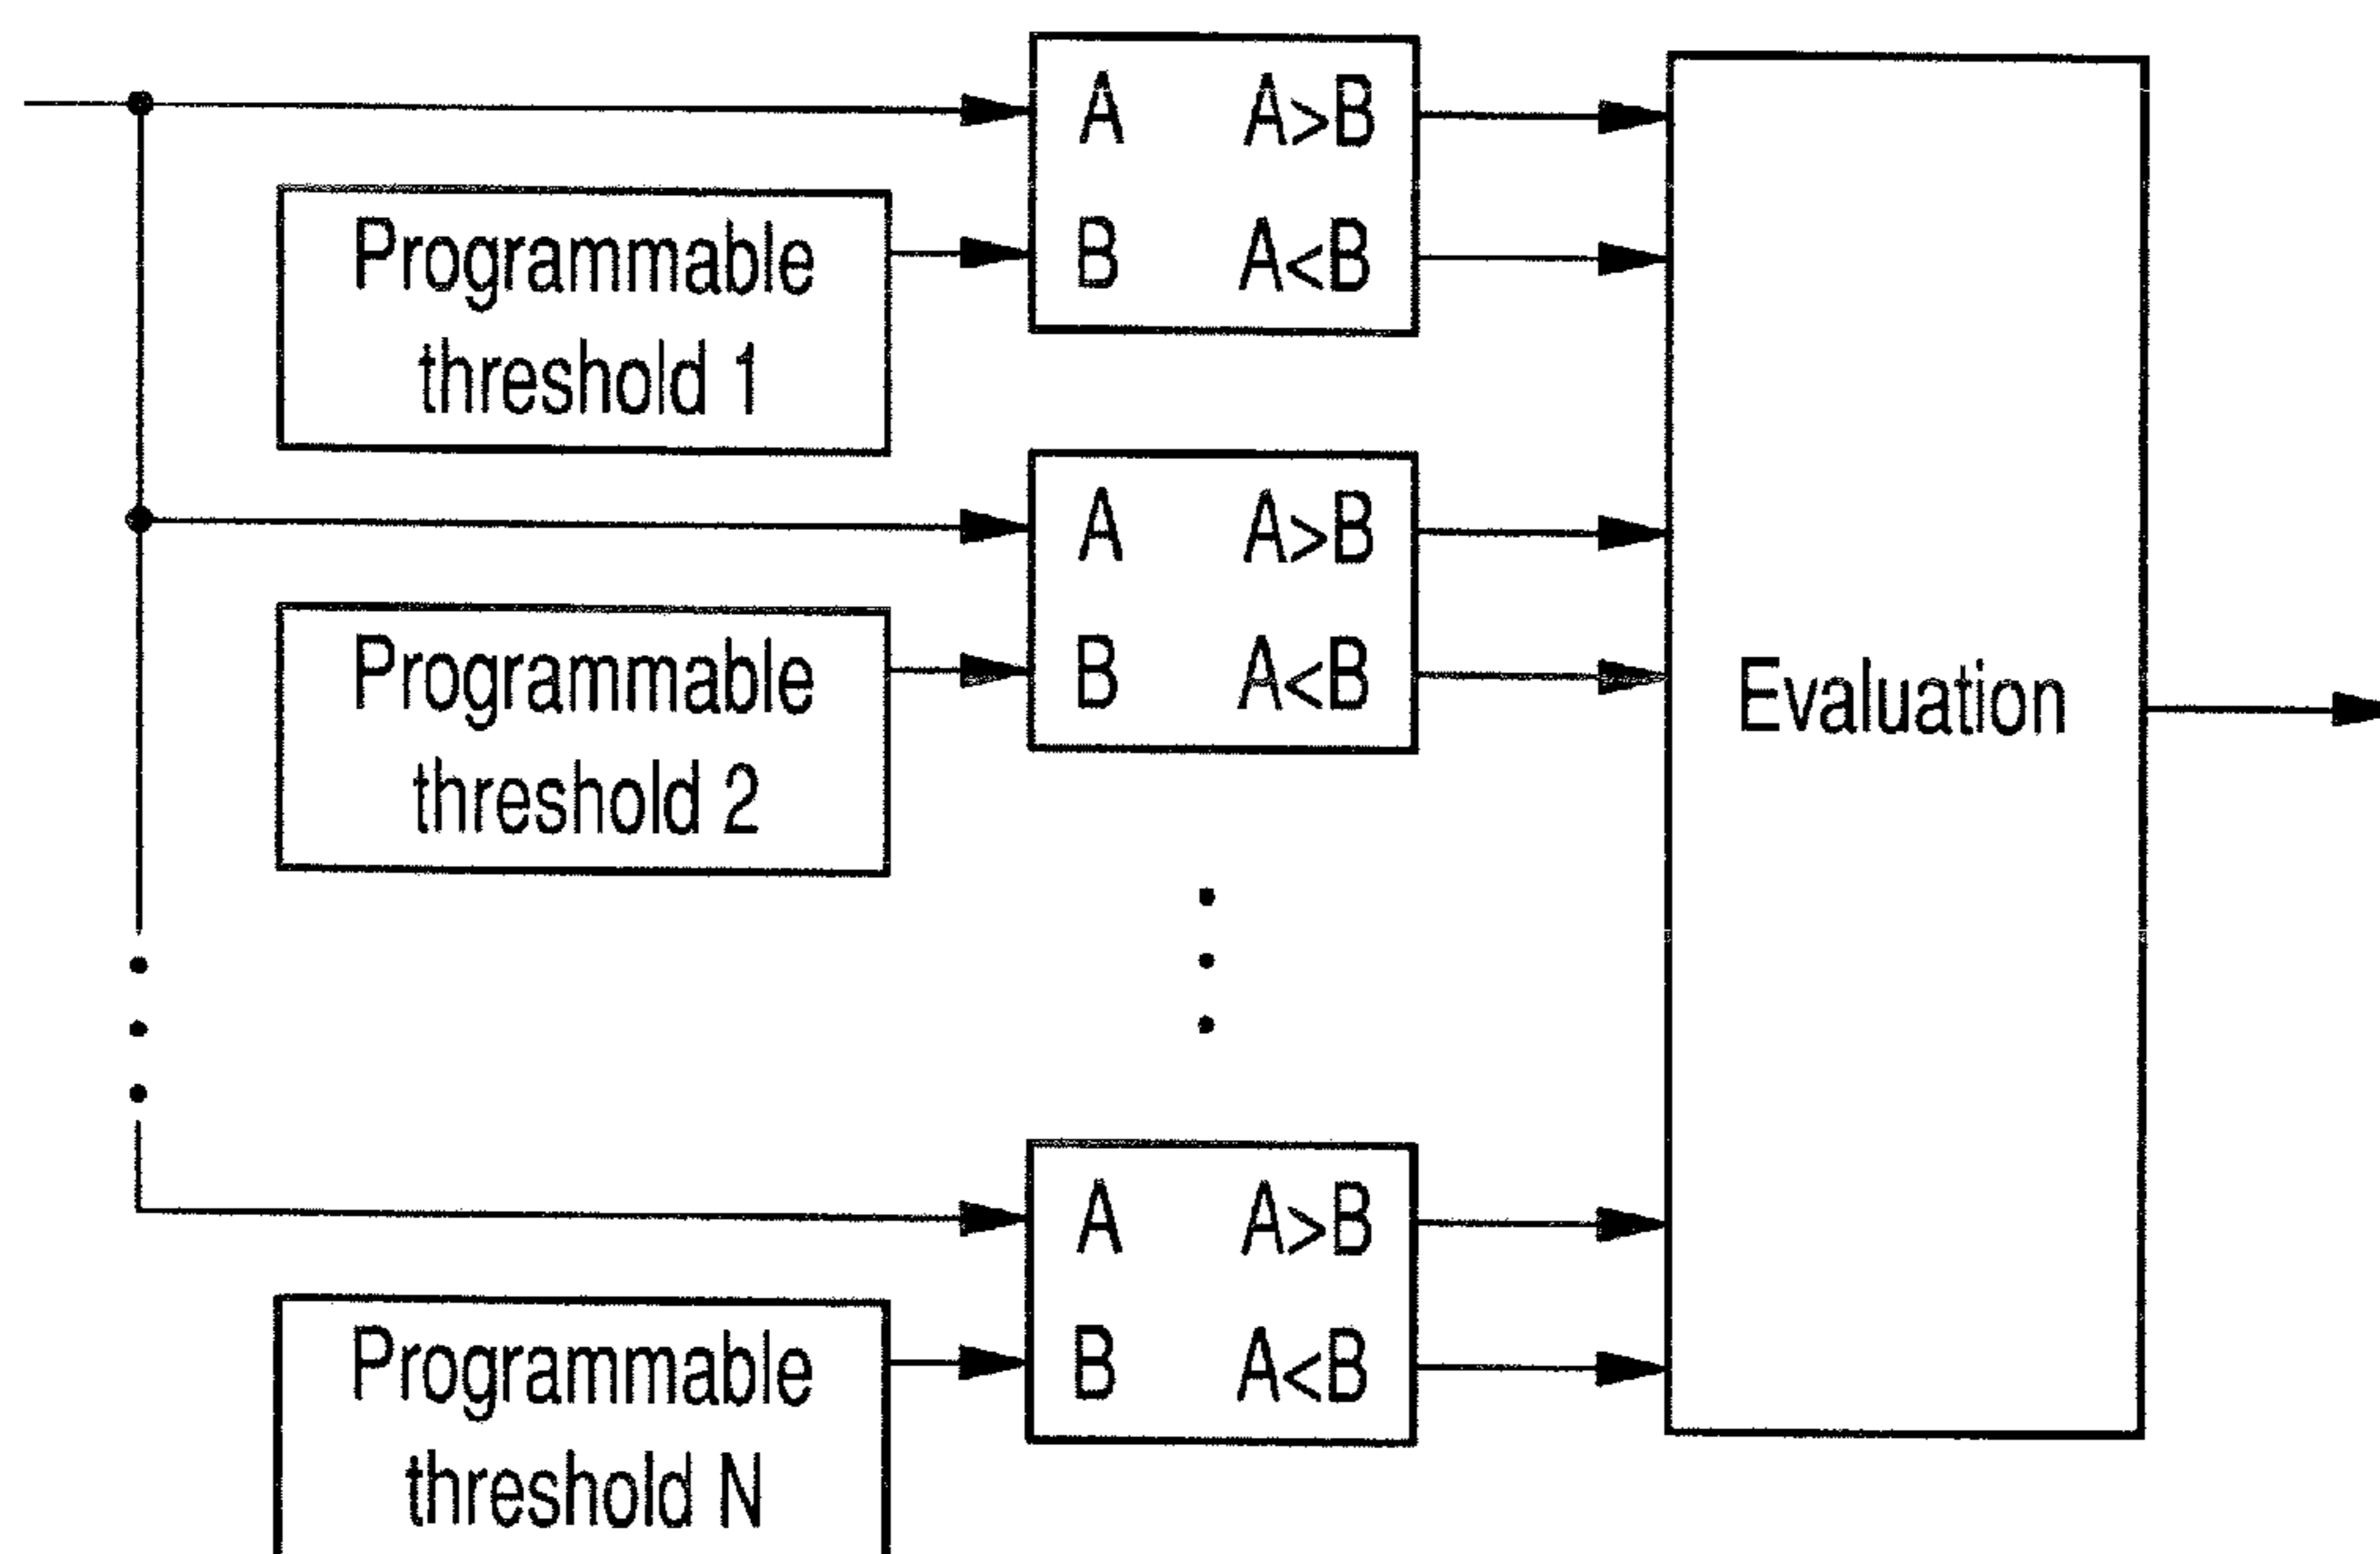 A A>B
Programmable
threshold 1
B A<B
A A>B
Programmable
threshold 2
B A<B
Evaluation
A A>B
Programmable
threshold N
B A<B